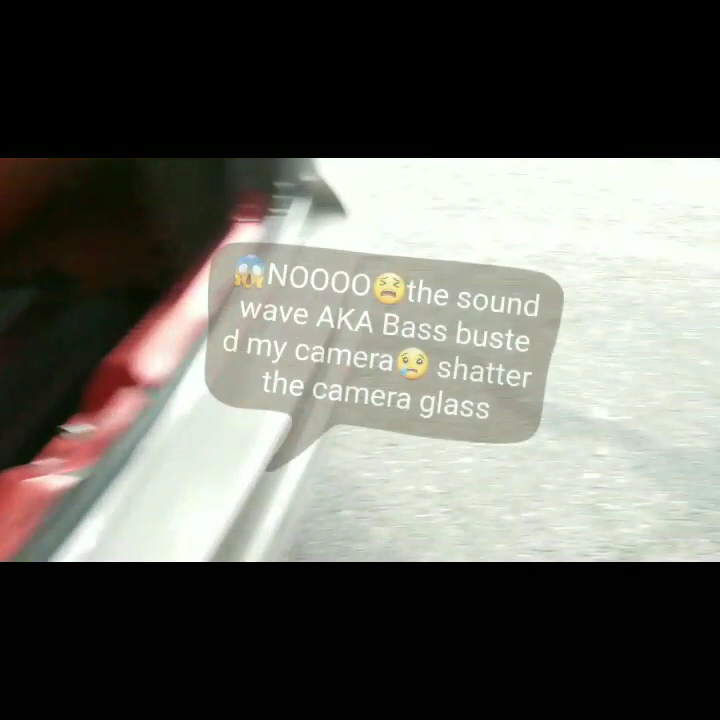 😱NOOOO😫the sound
wave AKA Bass buste
d my camera😢 shatter
the camera glass